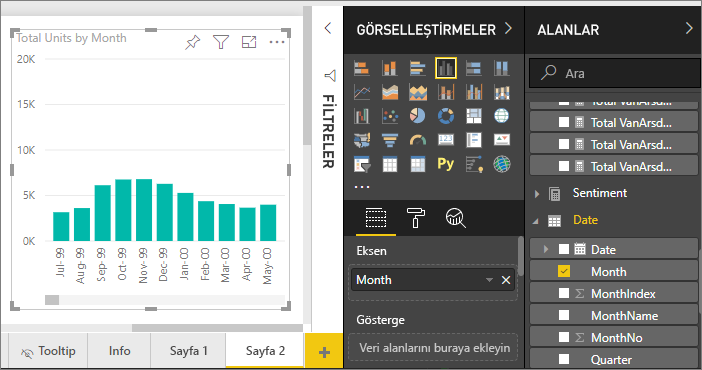 Total Units by Month
20K
15K
10K
5K
0K
Jul-99
Aug-99
Sep-99
Oct-99
Nov-99
Dec-99
Jan-00
Feb-00
Mar-00
Apr-00
May-00
Tooltip
Info
Sayfa 1
Sayfa 2
+
FİLTRELER
GÖRSELLEŞTİRMELER
Py
Eksen
Month
Gösterge
Veri alanlarını buraya ekleyin
ALANLAR
Ara
Total VanArsd...
Total VanArsd...
Total VanArsd...
Total VanArsd...
Sentiment
Date
Date
Month
MonthIndex
MonthName
MonthNo
Quarter